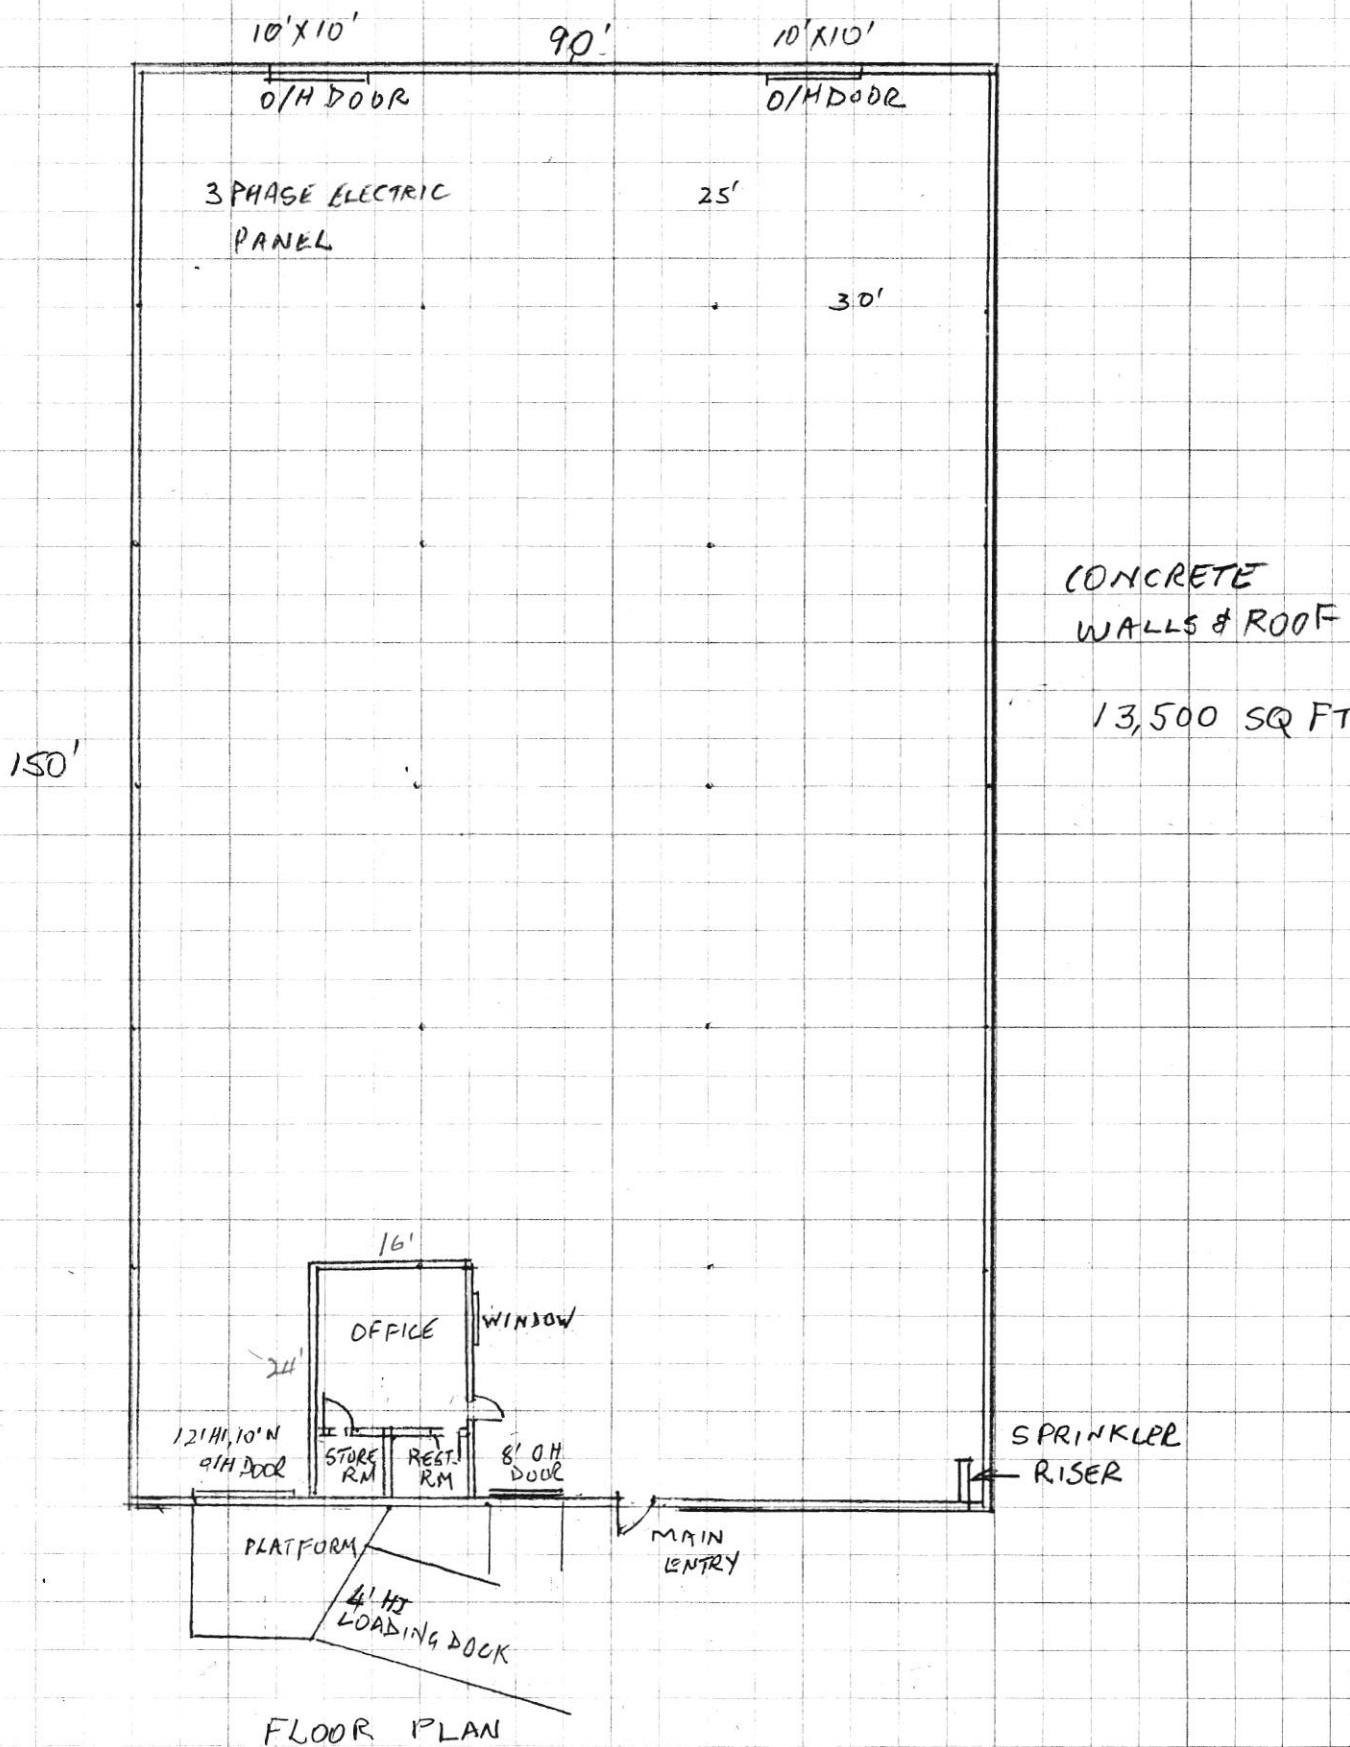 10'X10'
90'
10'X10'
O/H DOOR
O/H DOOR
3 PHASE ELECTRIC
PANEL
25'
30'
CONCRETE
WALLS & ROOF
13,500 SQ FT
150'
16'
OFFICE
WINDOW
24'
12'HI, 10'W
O/H DOOR
STORE
RM
REST.
RM
8' O.H
DOOR
SPRINKLER
RISER
PLATFORM
MAIN
ENTRY
4' HI
LOADING DOCK
FLOOR PLAN